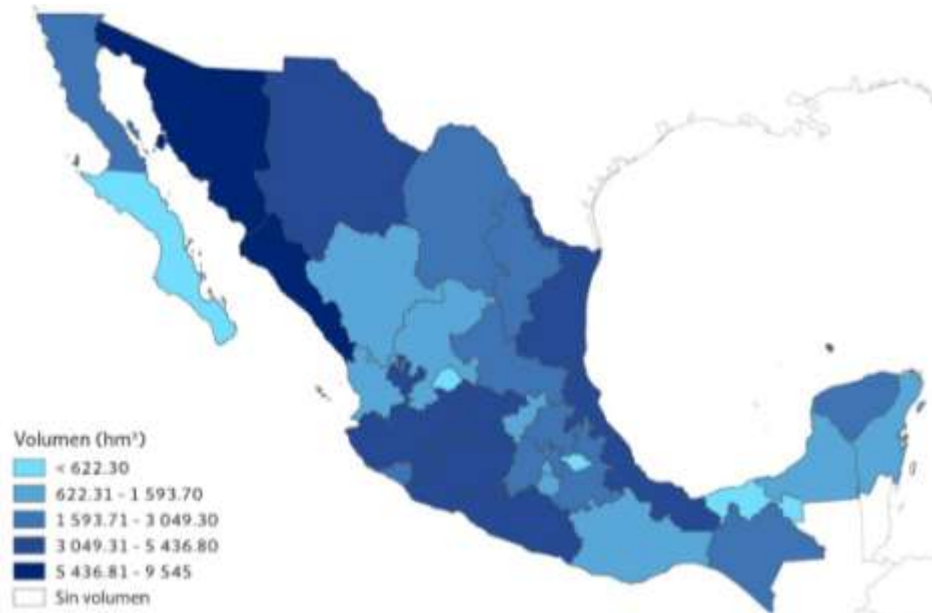 Volumen (hm³)
< 622.30
622.31 - 1 593.70
1 593.71 - 3 049.30
3 049.31 - 5 436.80
5 436.81 - 9 545
Sin volumen